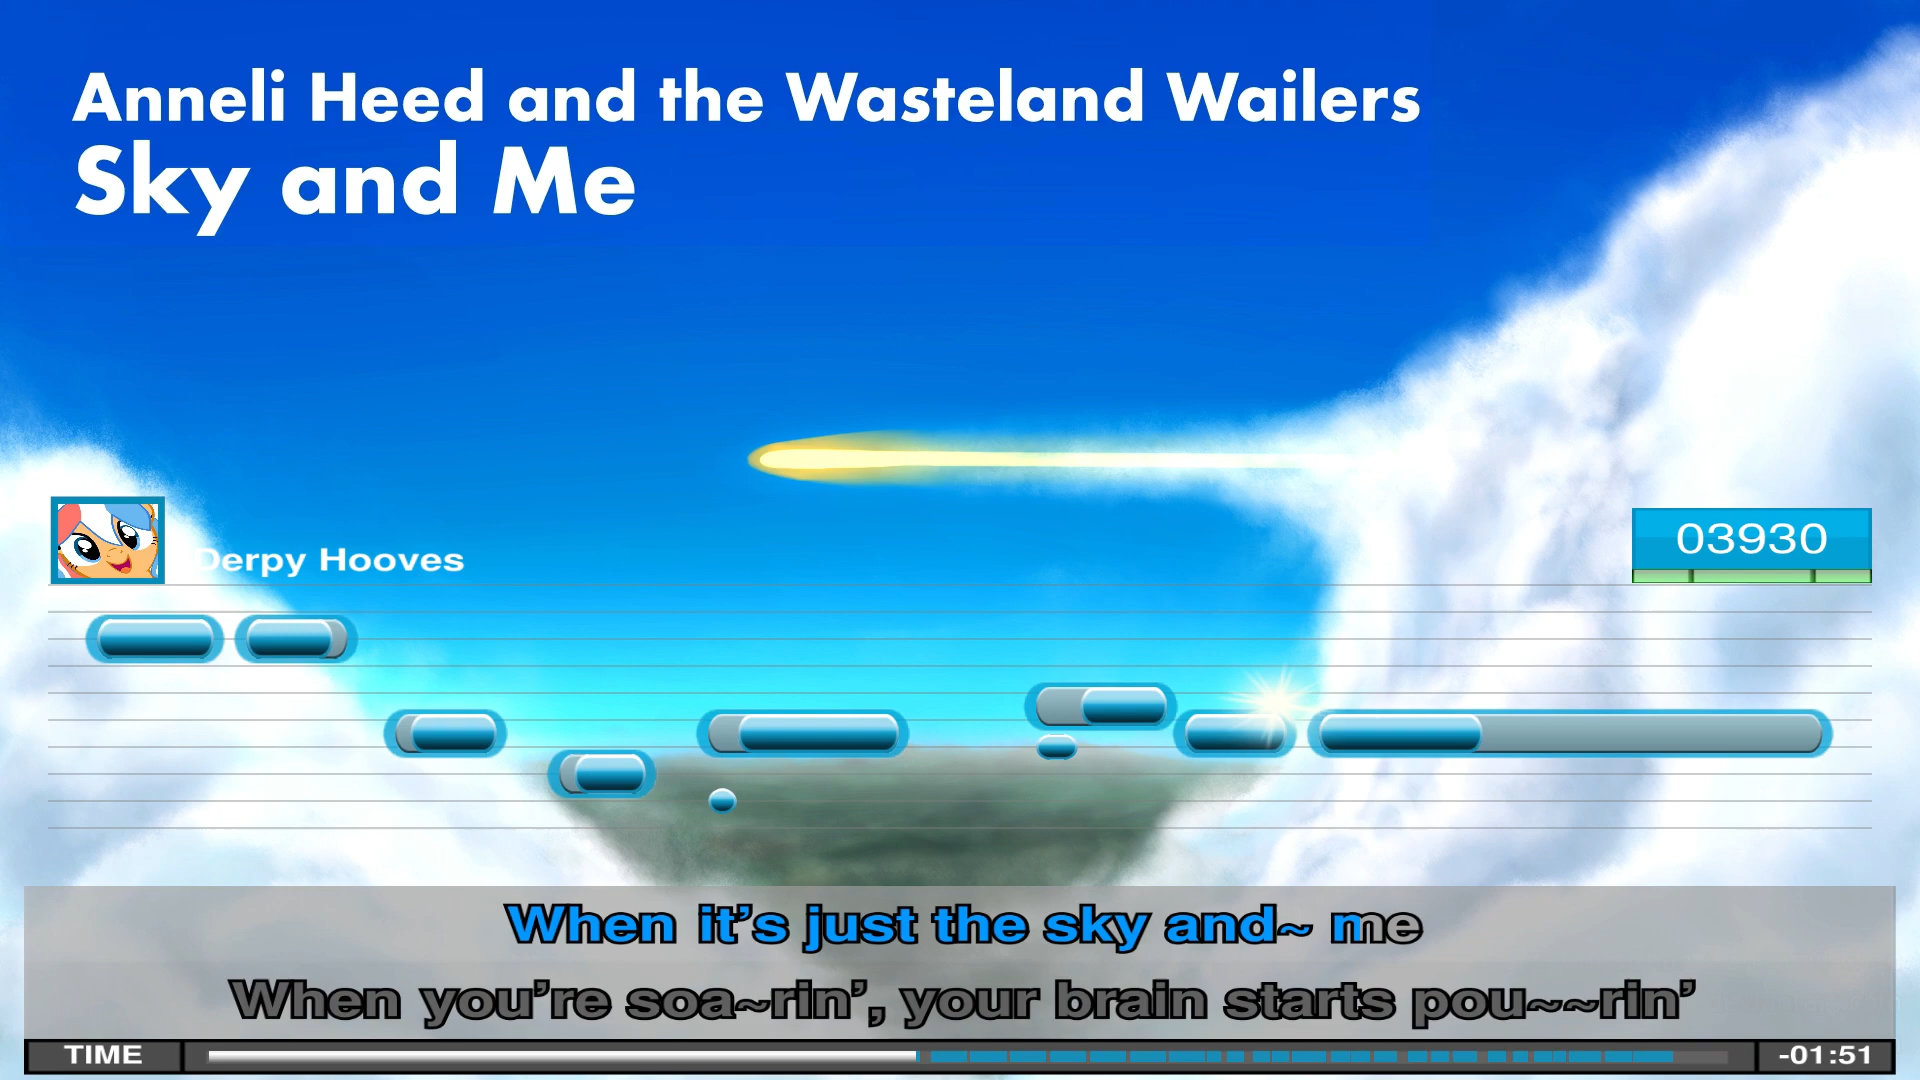 Anneli Heed and the Wasteland Wailers
Sky and Me
Derpy Hooves
03930
When it’s just the sky and~ me
When you’re soa~rin’, your brain starts pou~~rin’
TIME
-01:51